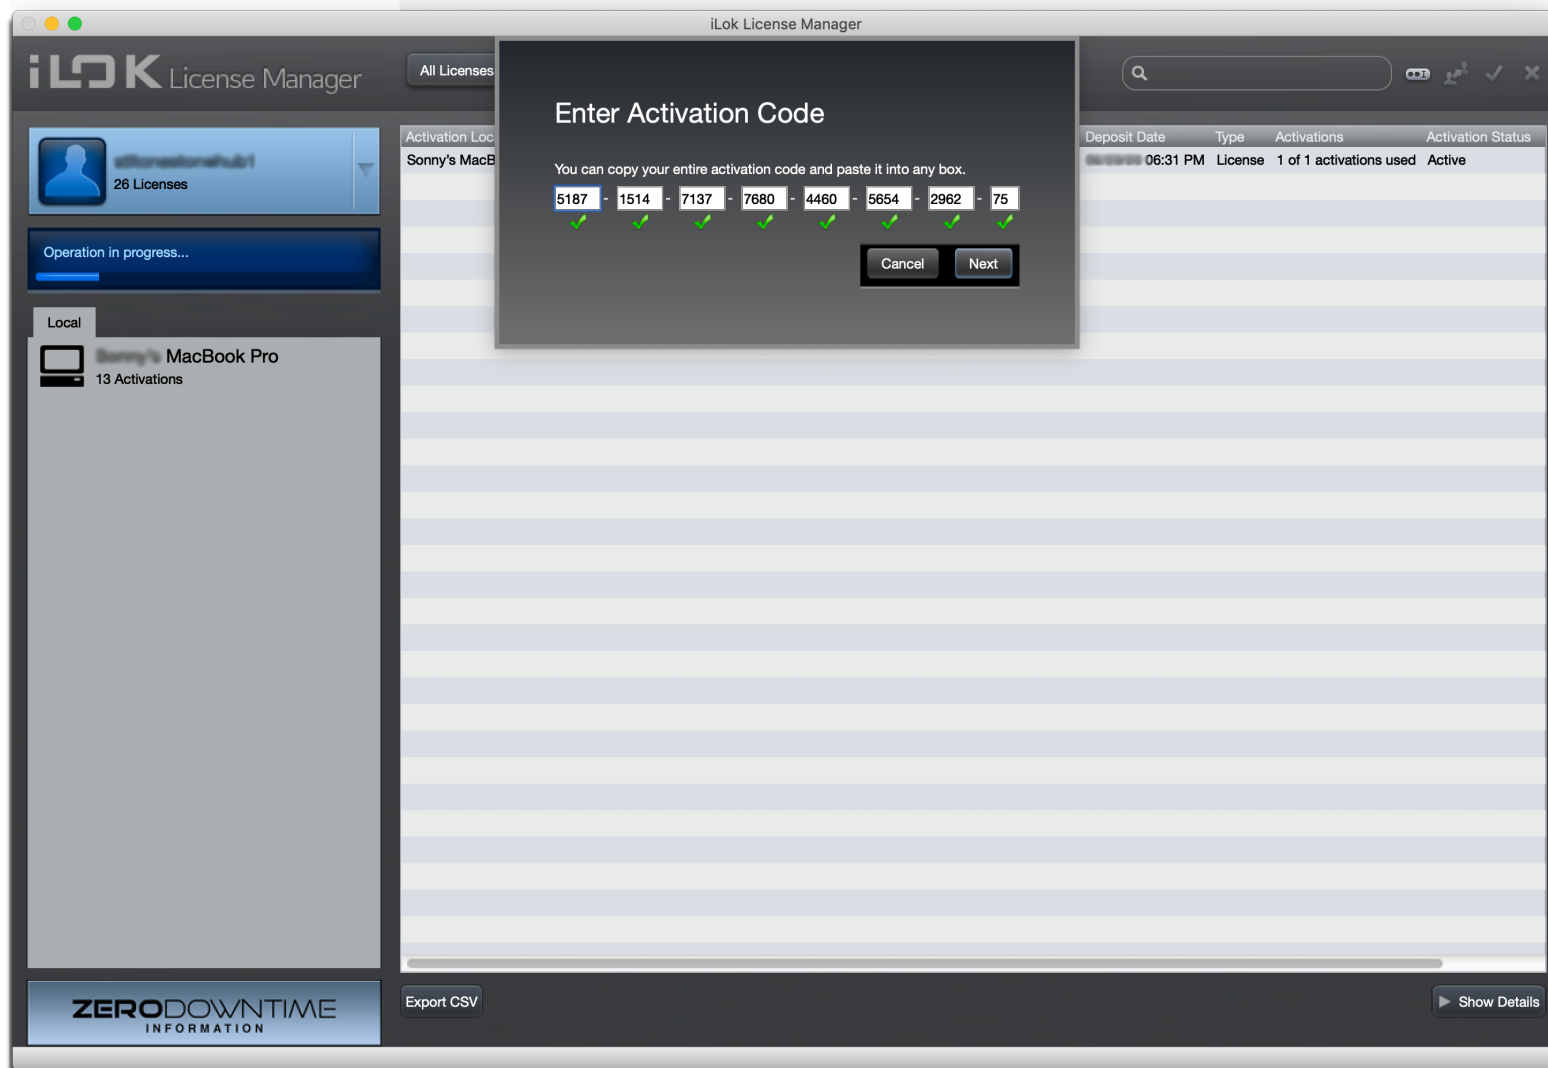 iLok License Manager
iLOK License Manager
All Licenses
Enter Activation Code
You can copy your entire activation code and paste it into any box.
5187 - 1514 - 7137 - 7680 - 4460 - 5654 - 2962 - 75
Cancel Next
26 Licenses
Operation in progress...
Local
MacBook Pro
13 Activations
Activation Loc Deposit Date Type Activations Activation Status
Sonny's MacB 06:31 PM License 1 of 1 activations used Active
ZERODOWNTIME
INFORMATION
Export CSV
Show Details